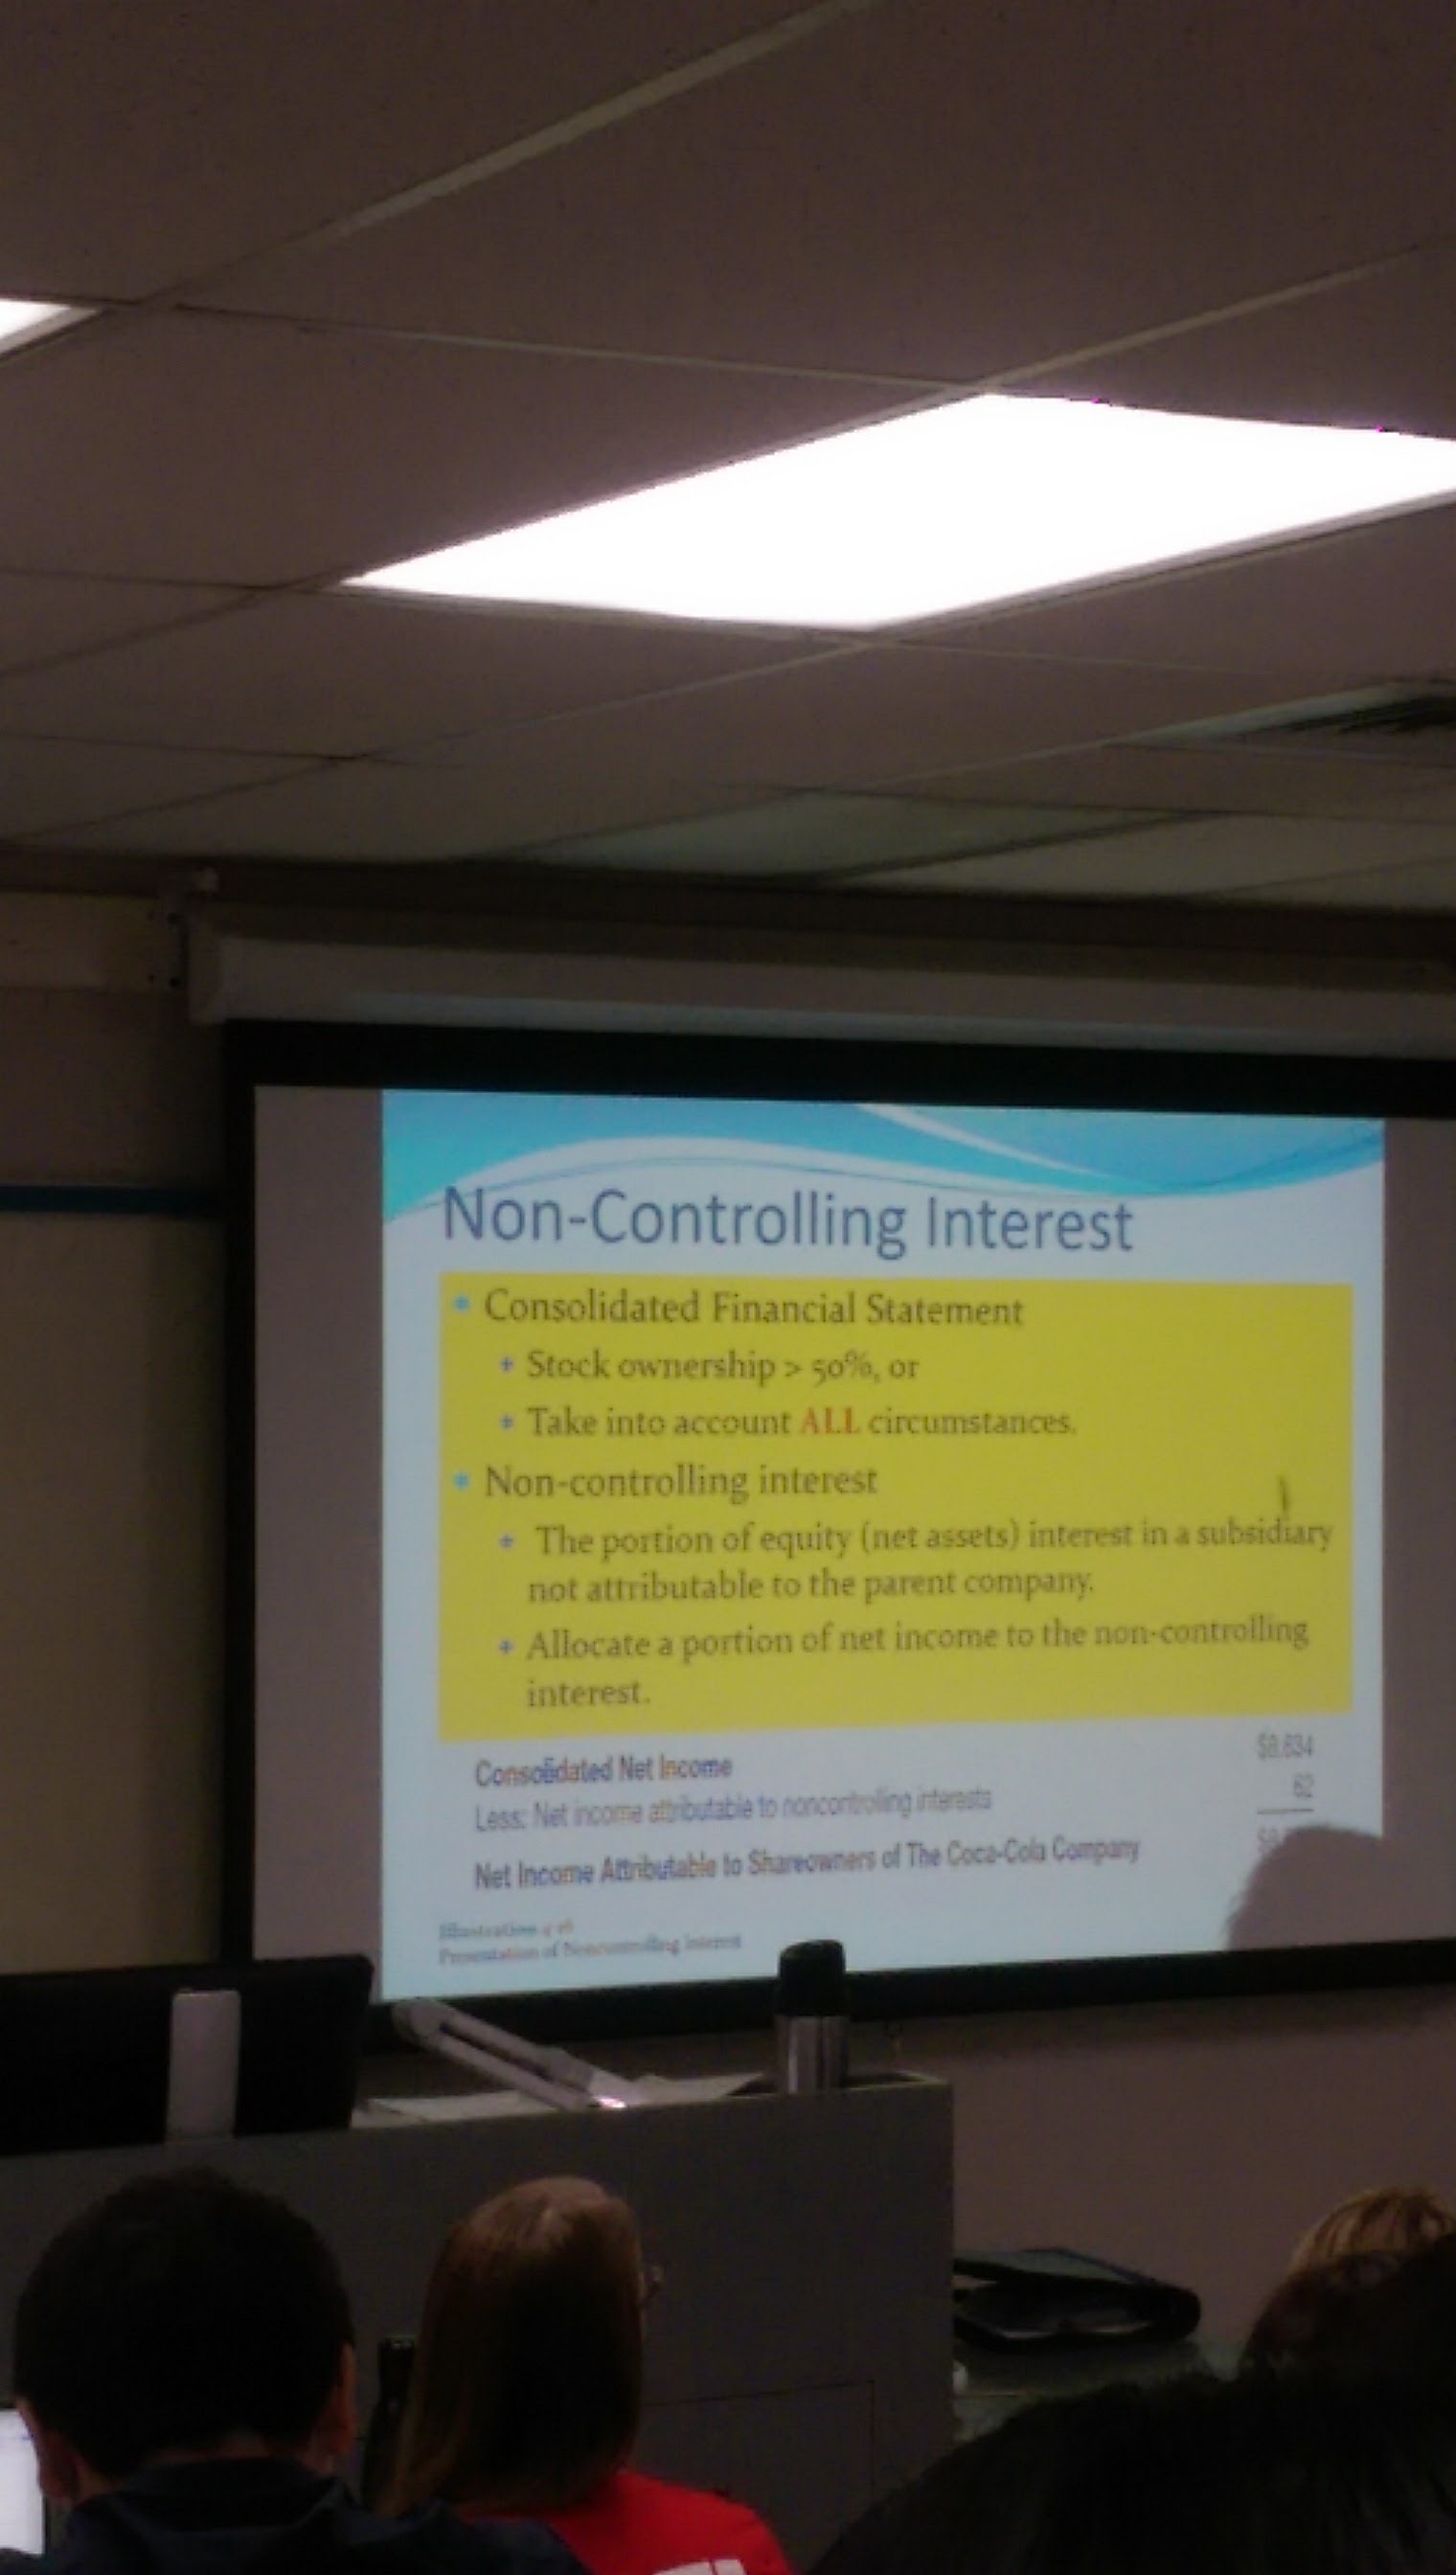 Non-Controlling Interest
Consolidated Financial Statement
Stock ownership > 50%, or
Take into account ALL circumstances.
Non-controlling interest
The portion of equity (net assets) interest in a subsidiary
not attributable to the parent company.
Allocate a portion of net income to the non-controlling
interest.
Consolidated Net Income $8,634
Less: Net income attributable to noncontrolling interests 62
Net Income Attributable to Shareowners of The Coca-Cola Company
Illustration
Presentation of Noncontrolling Interest